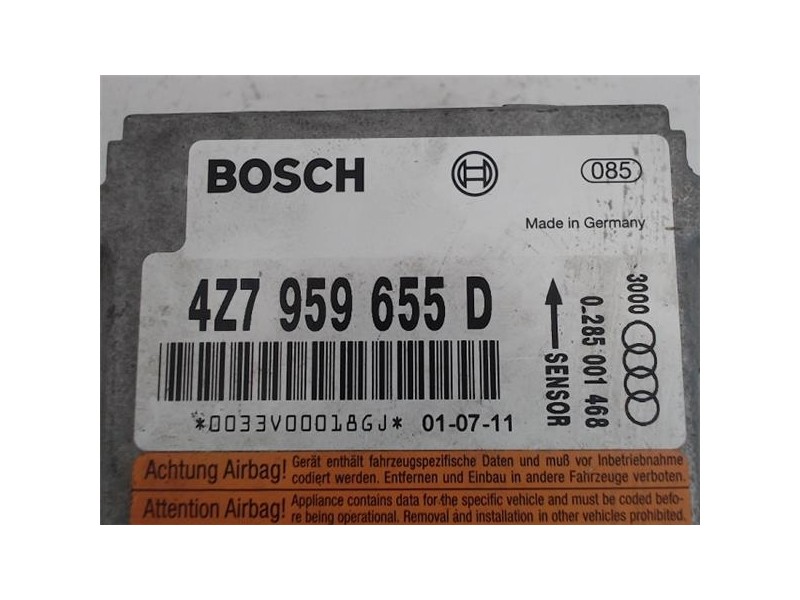 BOSCH
085
Made in Germany
4Z7 959 655 D
*0033V000186J* 01-07-11
SENSOR
0 285 001 468
3000
Achtung Airbag! Gerät enthält fahrzeugspezifische Daten und muß vor Inbetriebnahme
codiert werden. Entfernen und Einbau in andere Fahrzeuge verboten.
Attention Airbag! Appliance contains data for the specific vehicle and must be coded befo-
re being operational. Removal and installation in other vehicles prohibited.